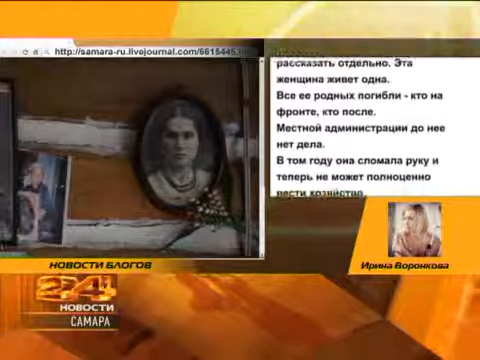 http://samara-ru.livejournal.com/6615445.
рассказать отдельно. Эта
женщина живет одна.
Все ее родных погибли - кто на
фронте, кто после.
Местной администрации до нее
нет дела.
В том году она сломала руку и
теперь не может полноценно
вести хозяйство
НОВОСТИ БЛОГОВ
Ирина Воронкова
24
НОВОСТИ
САМАРА